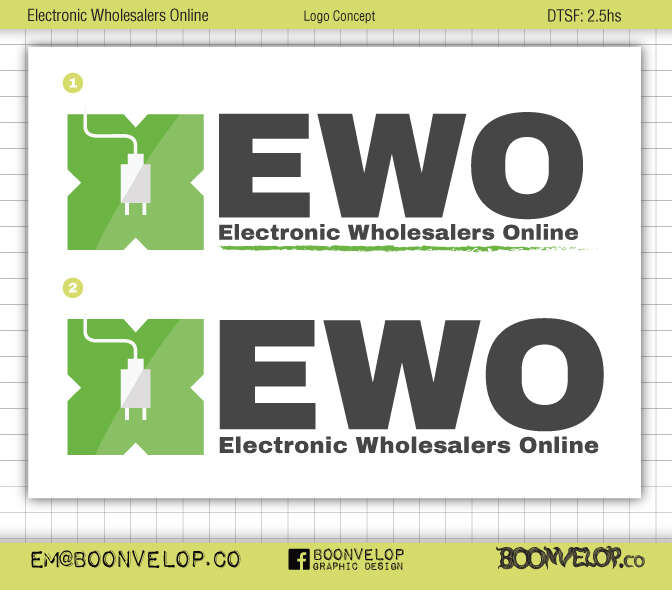 Electronic Wholesalers Online
Logo Concept
DTSF: 2.5hs
1
EWO
Electronic Wholesalers Online
2
EWO
Electronic Wholesalers Online
EM@BOONVELOP.CO
f BOONVELOP
GRAPHIC DESIGN
BOONVELOP.CO